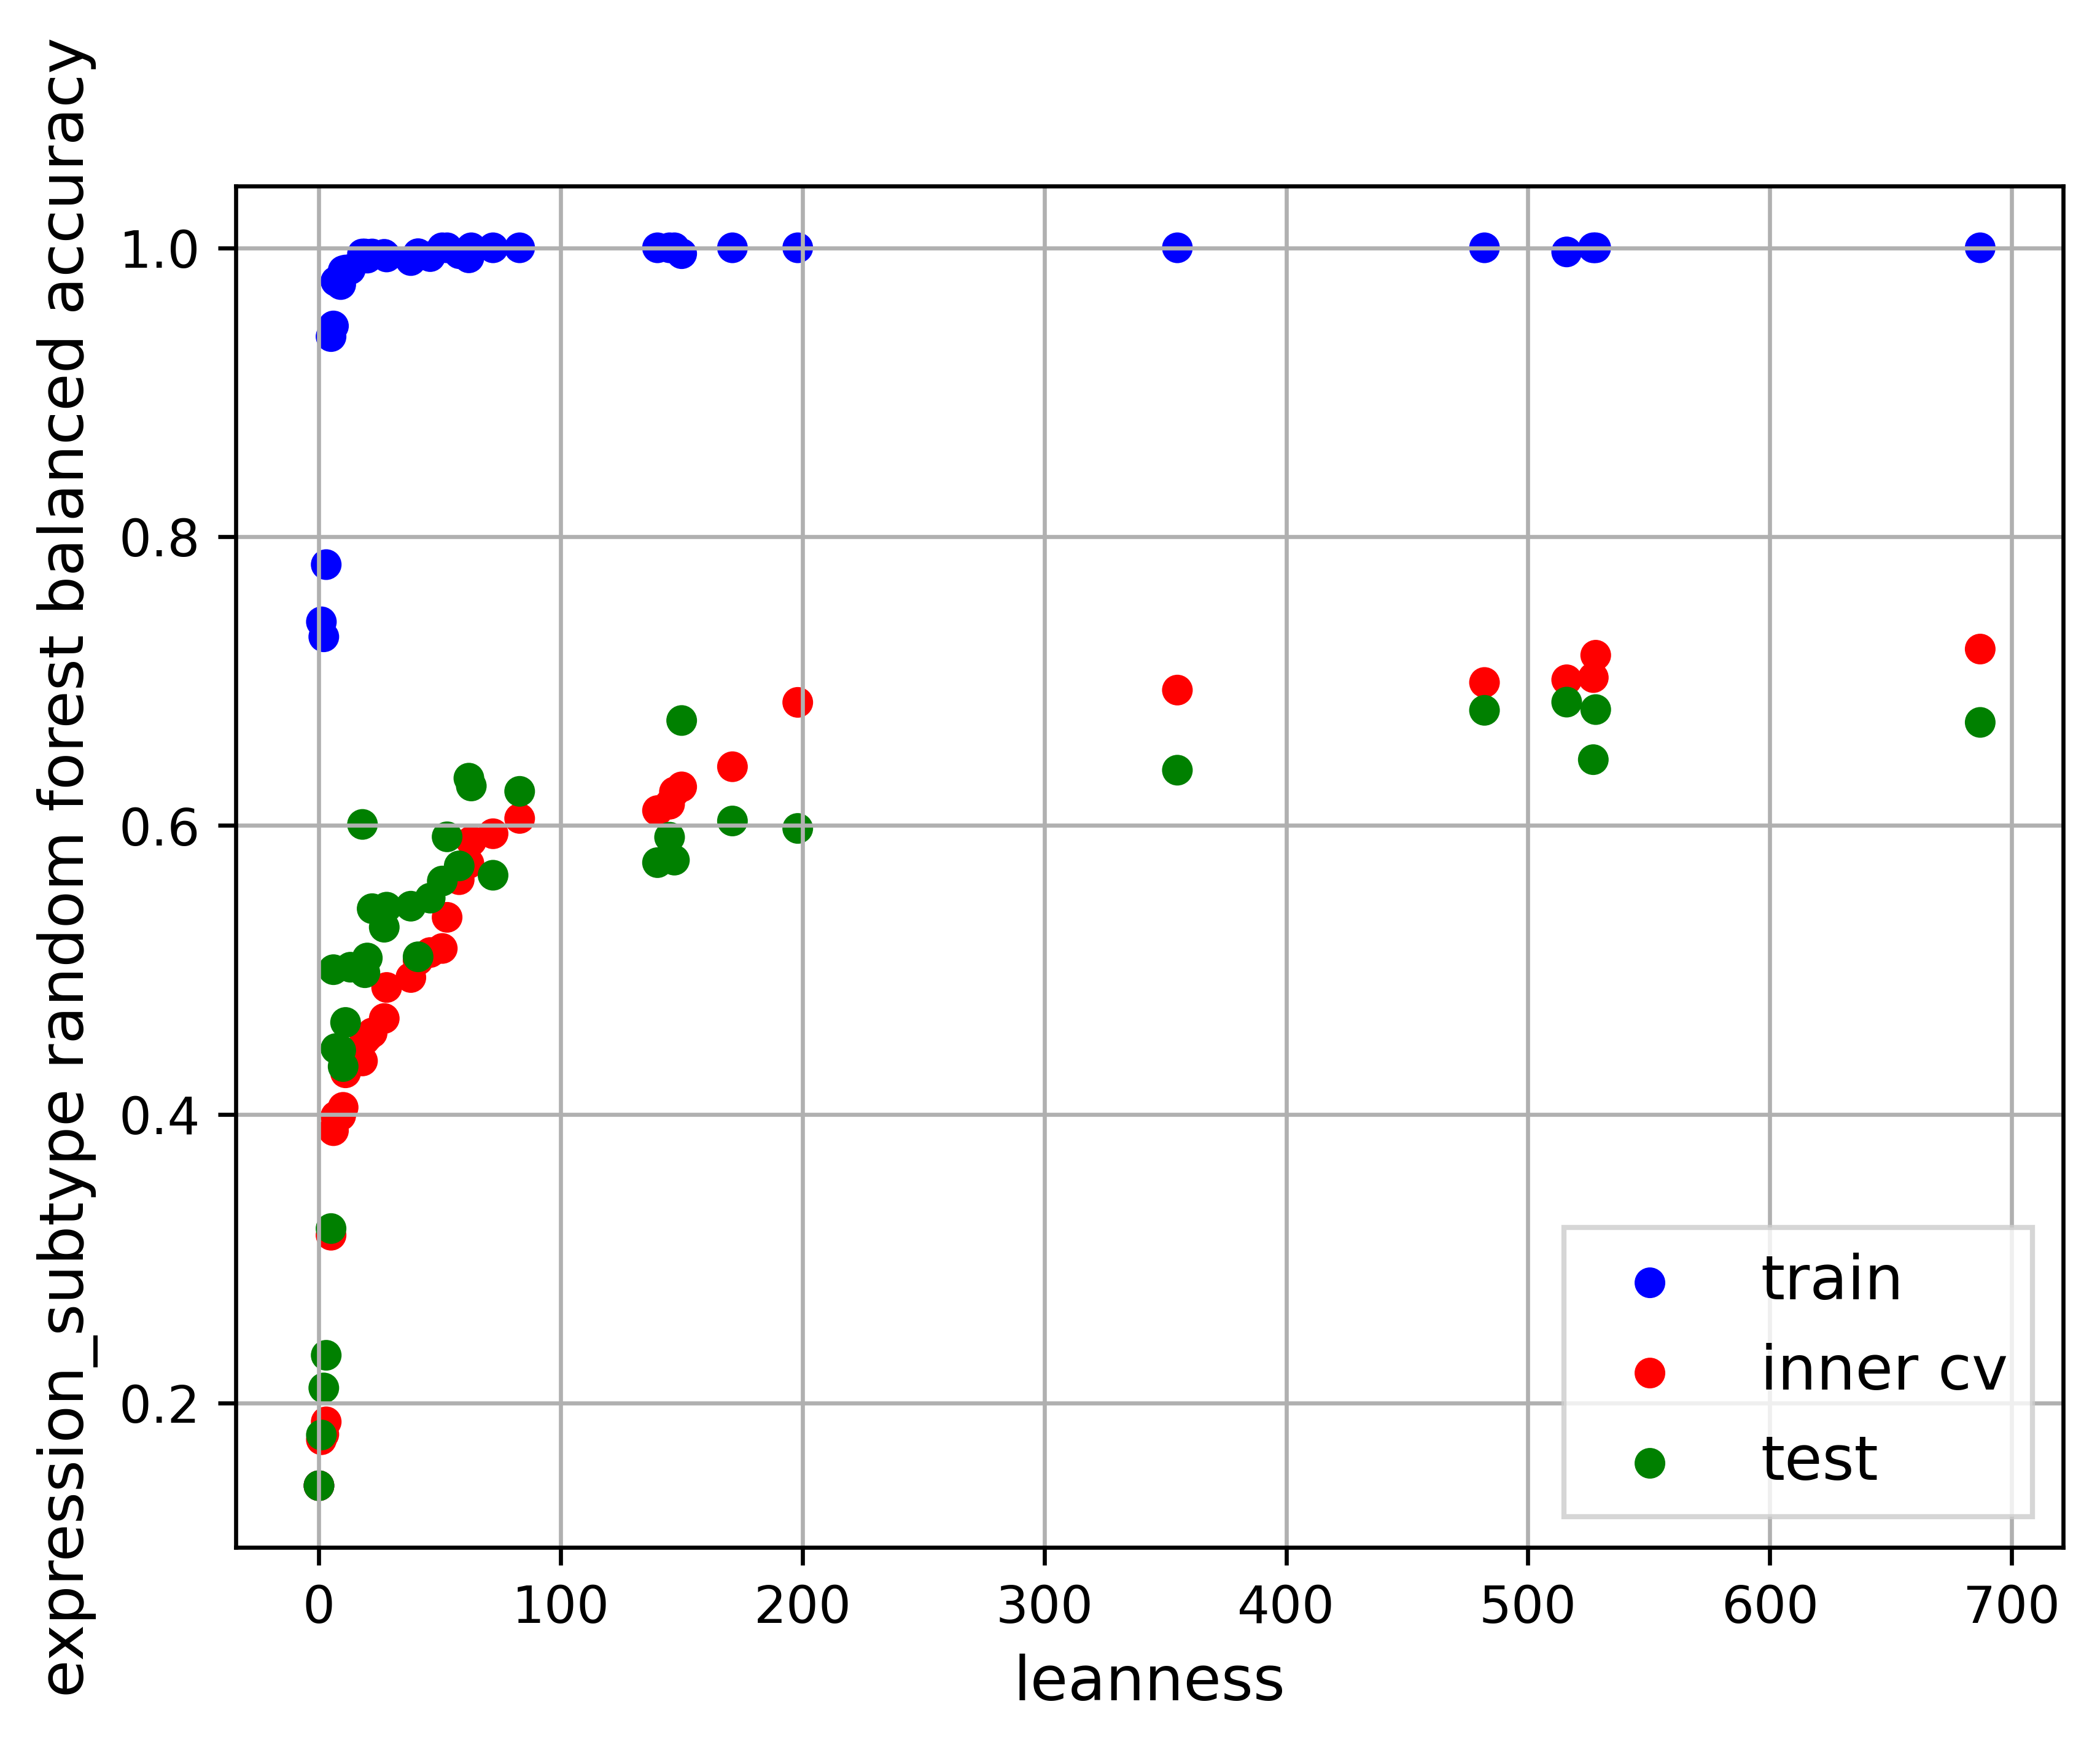 expression_subtype random forest balanced accuracy
1.0
0.8
0.6
0.4
0.2
train
inner cv
test
0 100 200 300 400 500 600 700
leanness